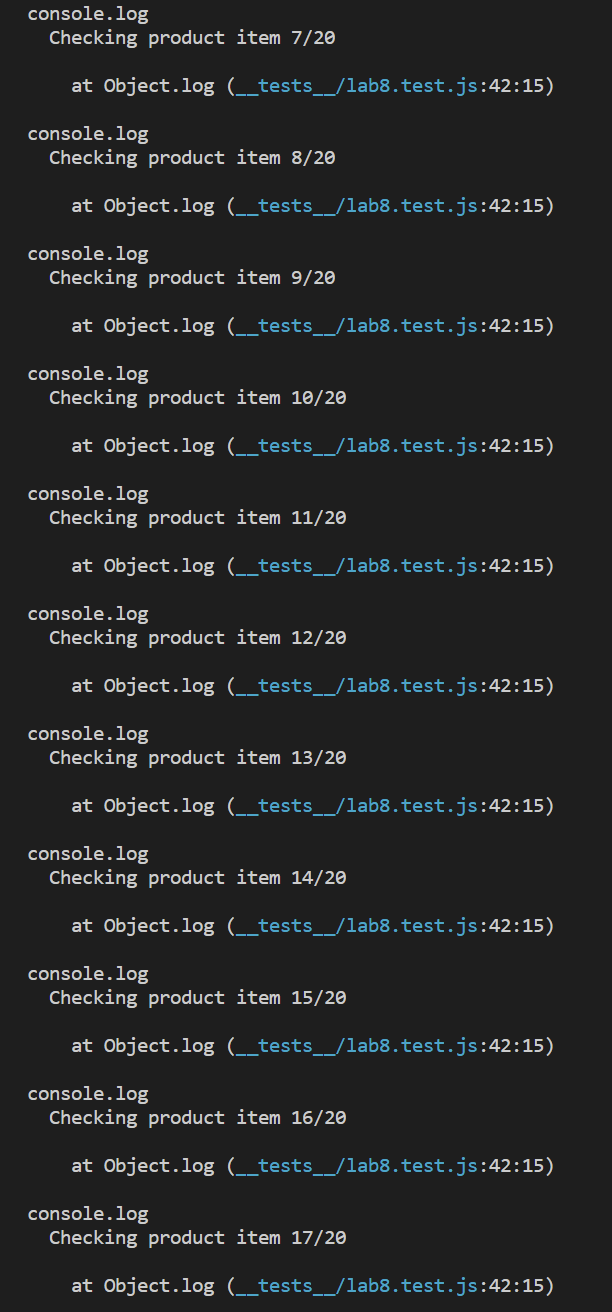 console.log
Checking product item 7/20
at Object.log (__tests__/lab8.test.js:42:15)
console.log
Checking product item 8/20
at Object.log (__tests__/lab8.test.js:42:15)
console.log
Checking product item 9/20
at Object.log (__tests__/lab8.test.js:42:15)
console.log
Checking product item 10/20
at Object.log (__tests__/lab8.test.js:42:15)
console.log
Checking product item 11/20
at Object.log (__tests__/lab8.test.js:42:15)
console.log
Checking product item 12/20
at Object.log (__tests__/lab8.test.js:42:15)
console.log
Checking product item 13/20
at Object.log (__tests__/lab8.test.js:42:15)
console.log
Checking product item 14/20
at Object.log (__tests__/lab8.test.js:42:15)
console.log
Checking product item 15/20
at Object.log (__tests__/lab8.test.js:42:15)
console.log
Checking product item 16/20
at Object.log (__tests__/lab8.test.js:42:15)
console.log
Checking product item 17/20
at Object.log (__tests__/lab8.test.js:42:15)